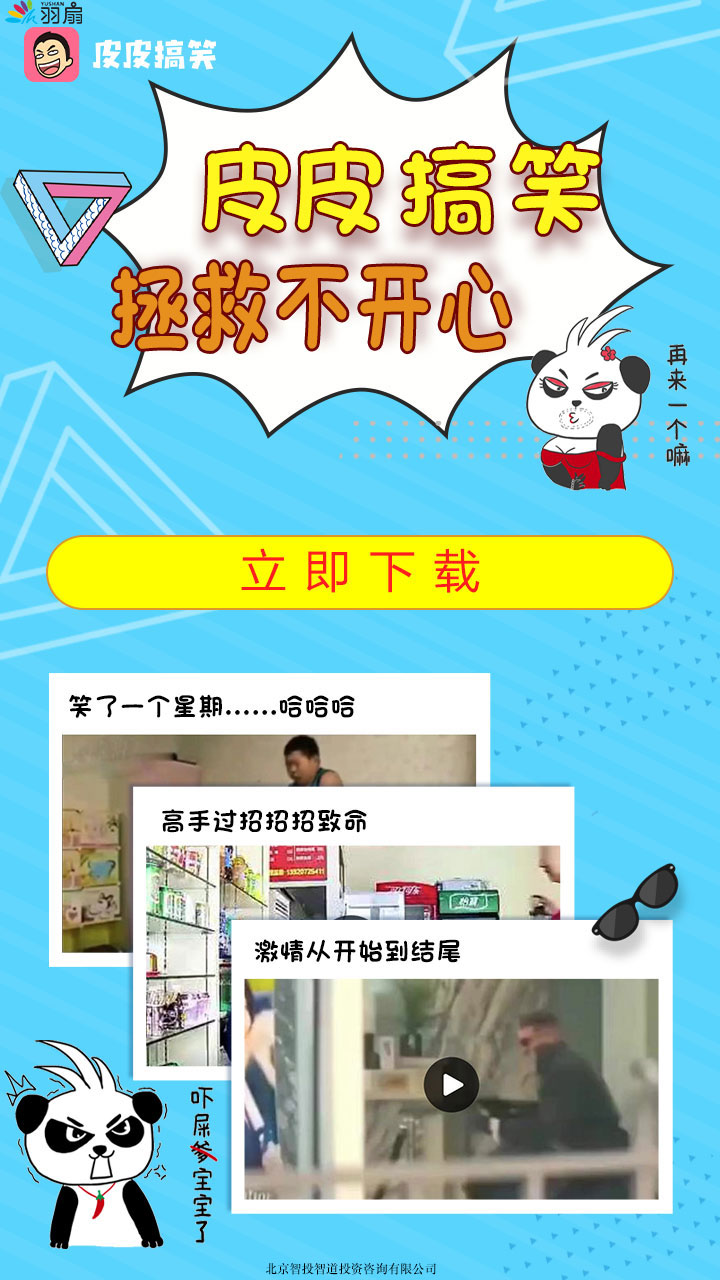 YUSHAN
羽扇
皮皮搞笑
皮皮搞笑
拯救不开心
再来一个嘛
立即下载
笑了一个星期......哈哈哈
高手过招招招致命
激情从开始到结尾
吓屎爹宝宝了
北京智投智道投资咨询有限公司